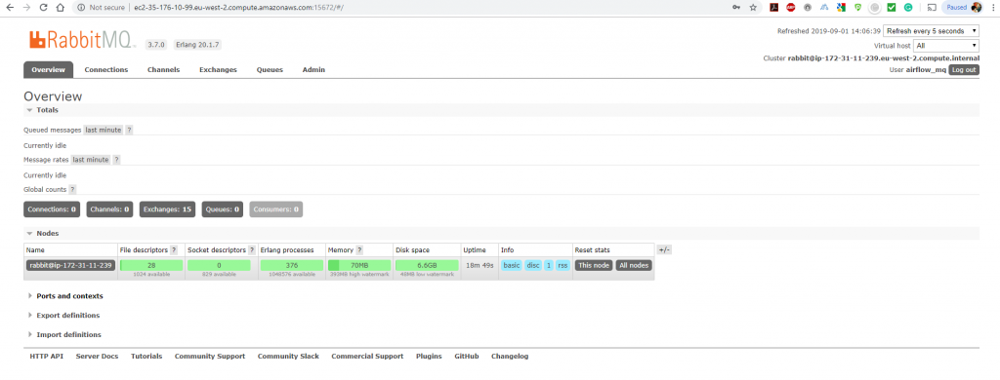 Not secure | ec2-35-176-10-99.eu-west-2.compute.amazonaws.com:15672/#/
Paused
RabbitMQ 3.7.0 Erlang 20.1.7
Refreshed 2019-09-01 14:06:39 Refresh every 5 seconds
Virtual host All
Cluster rabbit@ip-172-31-11-239.eu-west-2.compute.internal
User airflow_mq Log out
Overview Connections Channels Exchanges Queues Admin
Overview
Totals
Queued messages last minute ?
Currently idle
Message rates last minute ?
Currently idle
Global counts ?
Connections: 0 Channels: 0 Exchanges: 15 Queues: 0 Consumers: 0
Nodes
Name File descriptors ? Socket descriptors ? Erlang processes Memory ? Disk space Uptime Info Reset stats +/-
rabbit@ip-172-31-11-239 28 0 376 70MB 6.6GB 18m 49s basic disc 1 rss This node All nodes
1024 available 829 available 1048576 available 393MB high watermark 48MB low watermark
Ports and contexts
Export definitions
Import definitions
HTTP API Server Docs Tutorials Community Support Community Slack Commercial Support Plugins GitHub Changelog